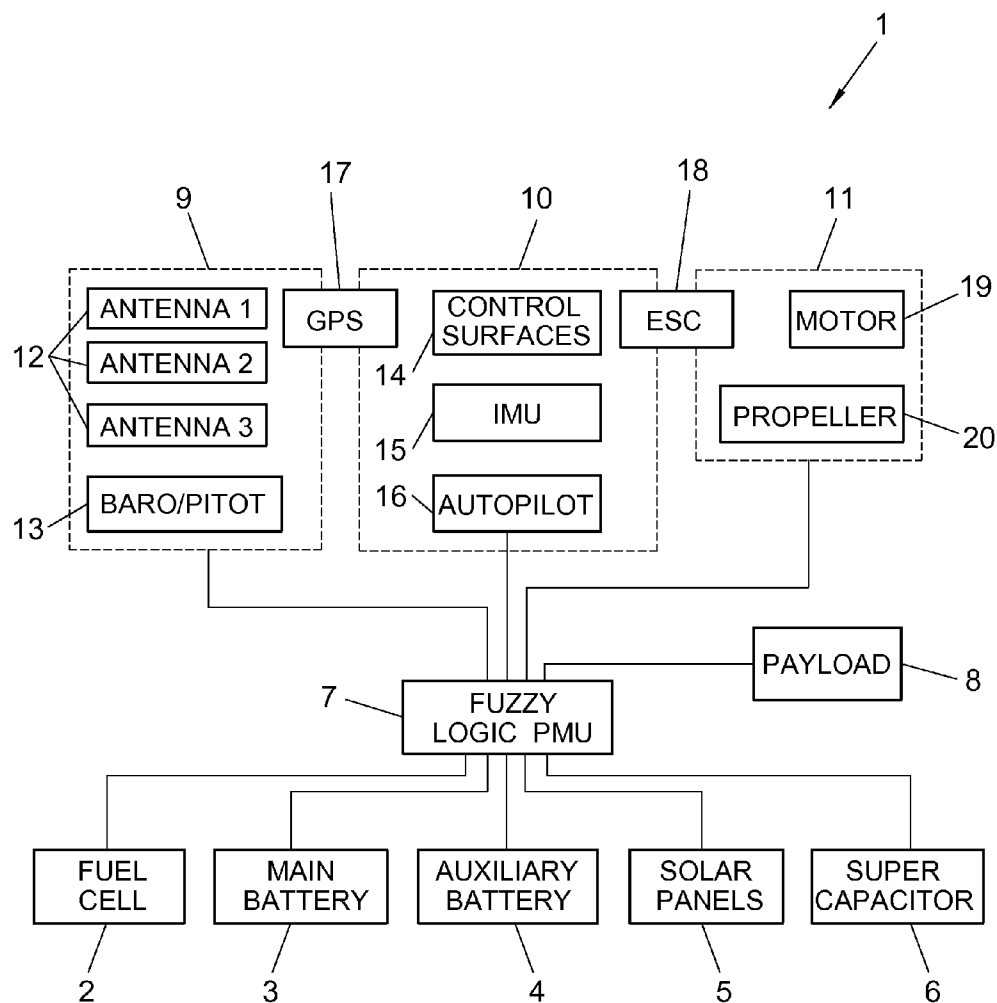 1
17
18
9
10
11
ANTENNA 1
GPS
CONTROL
SURFACES
ESC
MOTOR
19
12
ANTENNA 2
14
ANTENNA 3
IMU
PROPELLER
15
20
16
BARO/PITOT
AUTOPILOT
13
PAYLOAD
7
FUZZY
LOGIC PMU
8
FUEL
CELL
MAIN
BATTERY
AUXILIARY
BATTERY
SOLAR
PANELS
SUPER
CAPACITOR
2
3
4
5
6